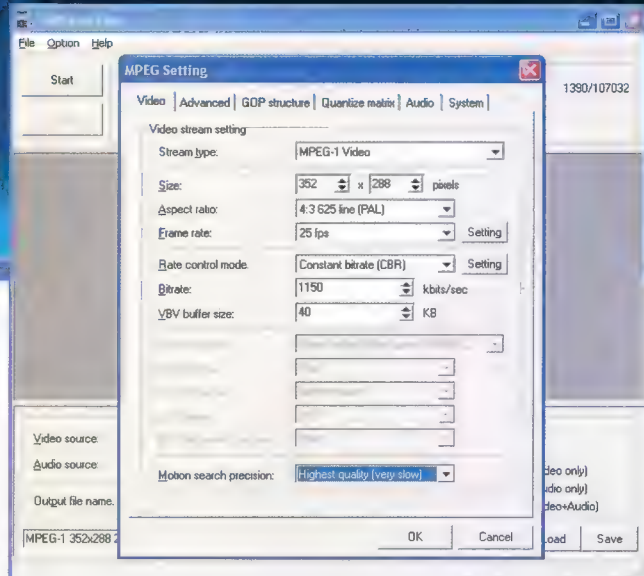 File Option Help
Start
1390/107032
MPEG Setting
Video Advanced GOP structure Quantize matrix Audio System
Video stream setting
Stream type: MPEG-1 Video
Size: 352 x 288 pixels
Aspect ratio: 4:3 625 line (PAL)
Frame rate: 25 fps Setting
Rate control mode: Constant bitrate (CBR) Setting
Bitrate: 1150 kbits/sec
VBV buffer size: 40 KB
Motion search precision: Highest quality (very slow)
OK Cancel
Video source:
Audio source:
Output file name.
deo only)
udio only)
deo+Audio)
MPEG-1 352x288 2
oad Save